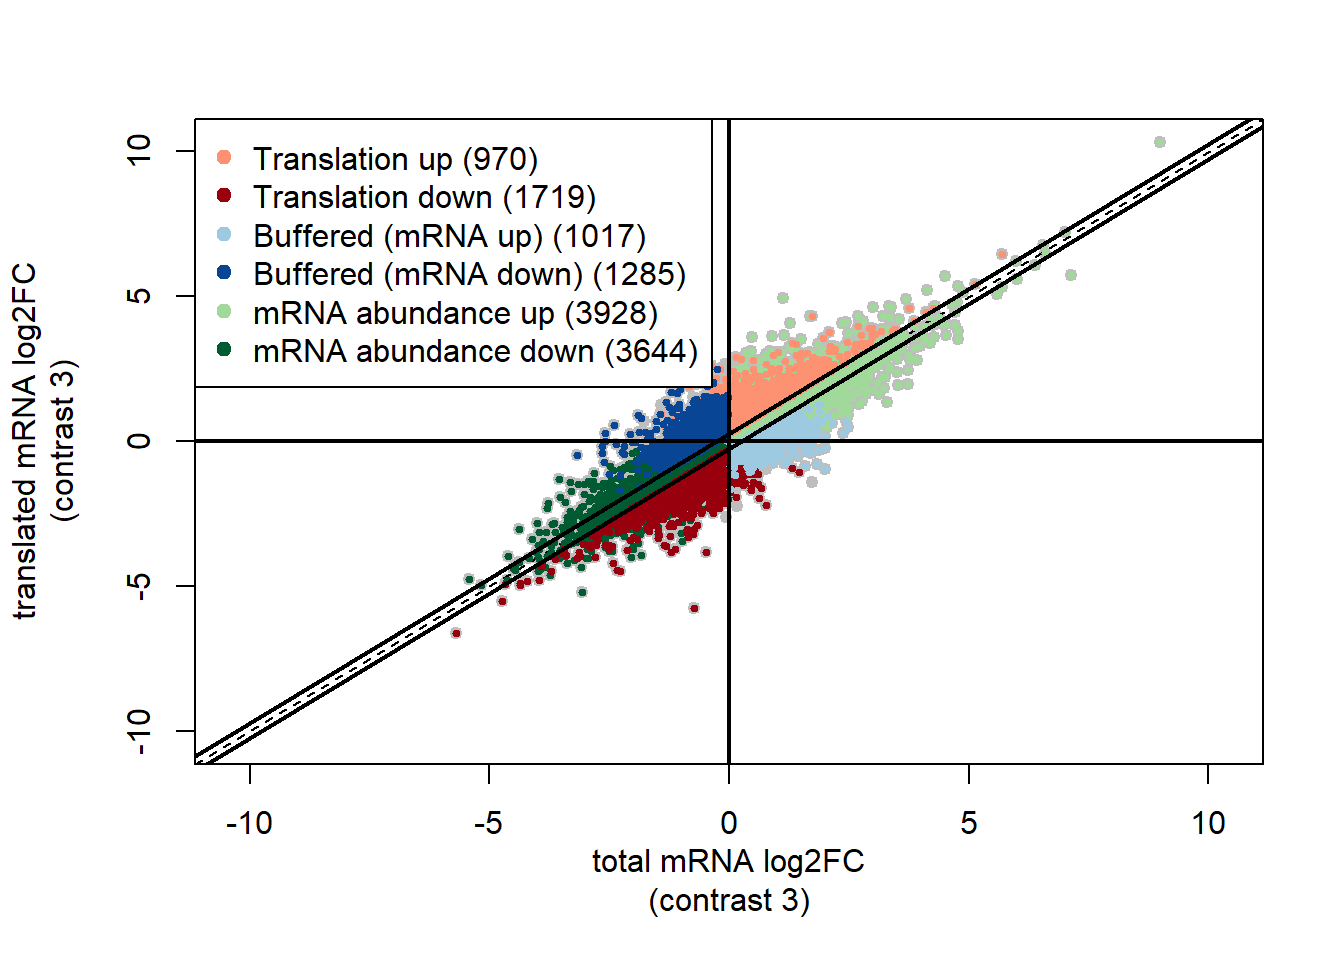 Translation up (970)
Translation down (1719)
Buffered (mRNA up) (1017)
Buffered (mRNA down) (1285)
mRNA abundance up (3928)
mRNA abundance down (3644)
translated mRNA log2FC
(contrast 3)
10
5
0
-5
-10
-10
-5
0
5
10
total mRNA log2FC
(contrast 3)